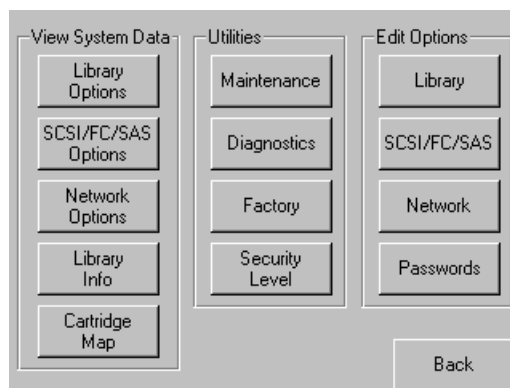 View System Data
Library
Options
SCSI/FC/SAS
Options
Network
Options
Library
Info
Cartridge
Map
Utilities
Maintenance
Diagnostics
Factory
Security
Level
Edit Options
Library
SCSI/FC/SAS
Network
Passwords
Back